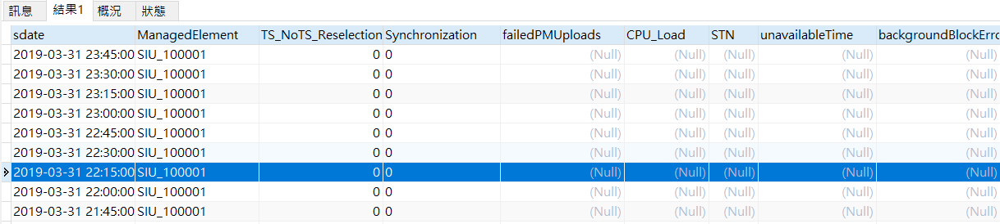 訊息 結果1 概況 狀態
sdate ManagedElement TS_NoTS_Reselection Synchronization failedPMUploads CPU_Load STN unavailableTime backgroundBlockErro
2019-03-31 23:45:00 SIU_100001 0 0 (Null) (Null) (Null) (Null) (Null)
2019-03-31 23:30:00 SIU_100001 0 0 (Null) (Null) (Null) (Null) (Null)
2019-03-31 23:15:00 SIU_100001 0 0 (Null) (Null) (Null) (Null) (Null)
2019-03-31 23:00:00 SIU_100001 0 0 (Null) (Null) (Null) (Null) (Null)
2019-03-31 22:45:00 SIU_100001 0 0 (Null) (Null) (Null) (Null) (Null)
2019-03-31 22:30:00 SIU_100001 0 0 (Null) (Null) (Null) (Null) (Null)
2019-03-31 22:15:00 SIU_100001 0 0 (Null) (Null) (Null) (Null) (Null)
2019-03-31 22:00:00 SIU_100001 0 0 (Null) (Null) (Null) (Null) (Null)
2019-03-31 21:45:00 SIU_100001 0 0 (Null) (Null) (Null) (Null) (Null)